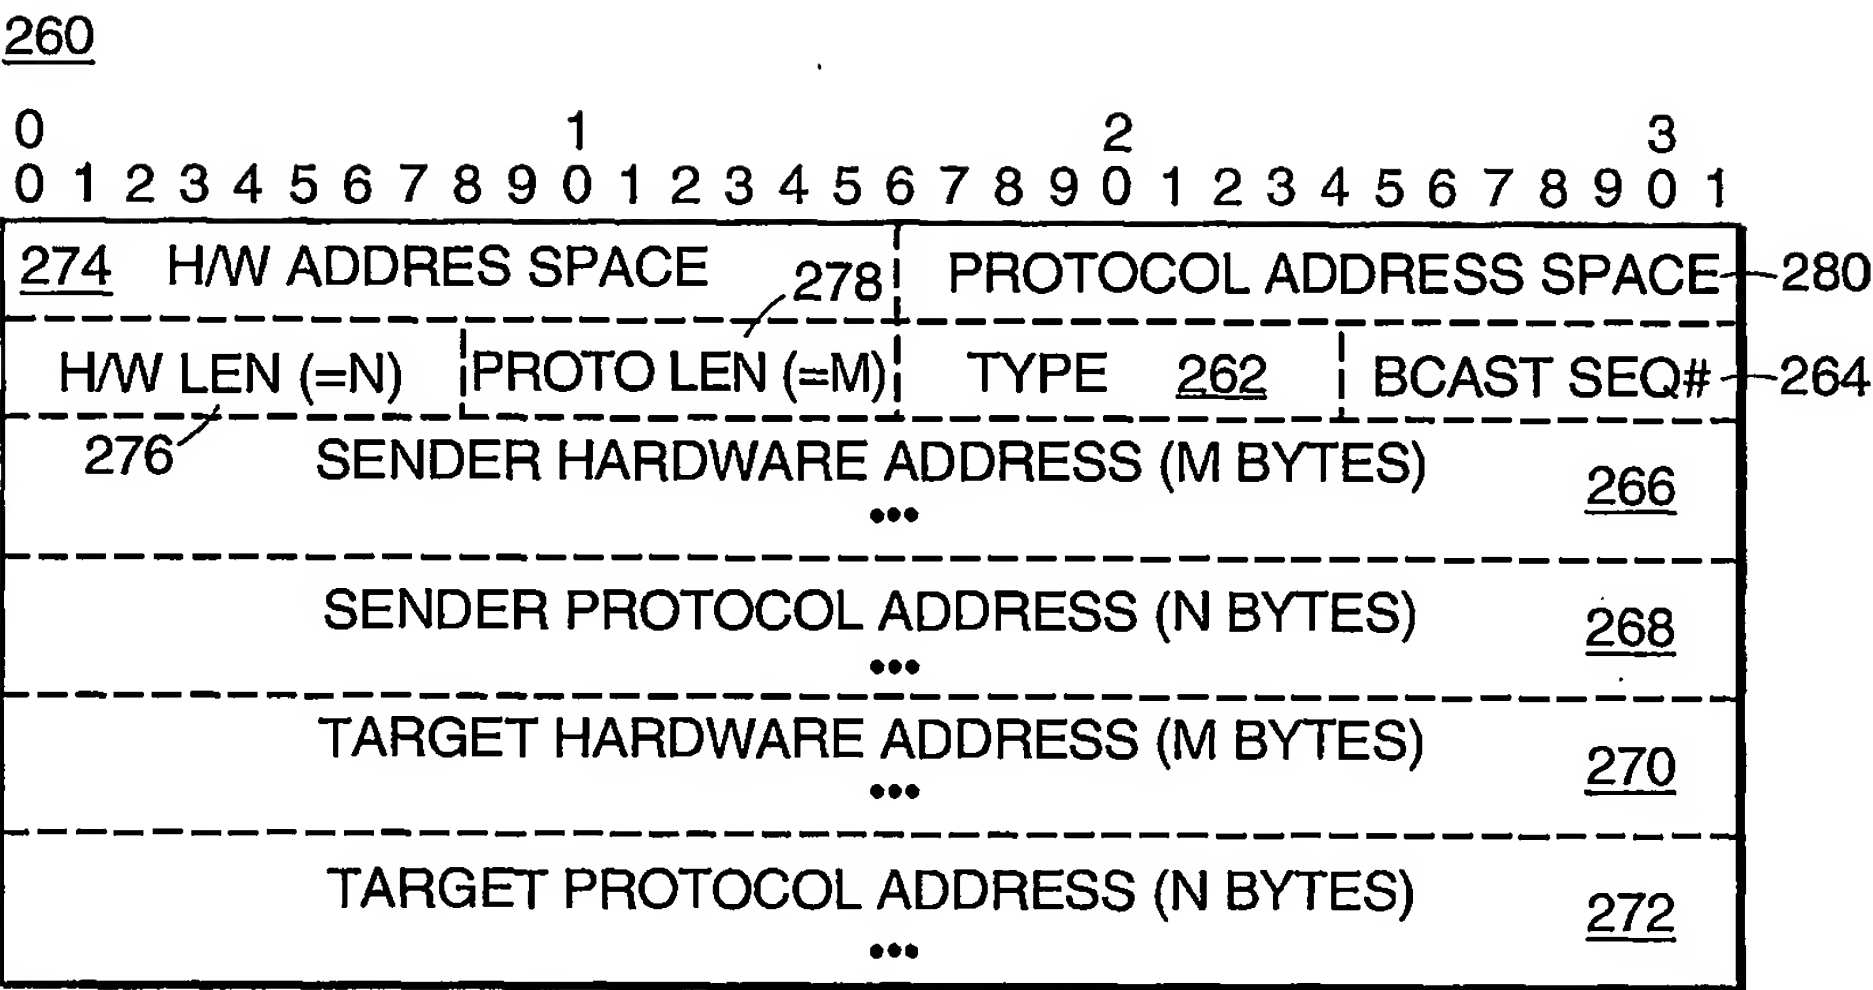 260
0 1 2 3
0 1 2 3 4 5 6 7 8 9 0 1 2 3 4 5 6 7 8 9 0 1 2 3 4 5 6 7 8 9 0 1
274 H/W ADDRES SPACE 278 PROTOCOL ADDRESS SPACE 280
H/W LEN (=N) PROTO LEN (=M) TYPE 262 BCAST SEQ# 264
276 SENDER HARDWARE ADDRESS (M BYTES) 266
•••
SENDER PROTOCOL ADDRESS (N BYTES) 268
•••
TARGET HARDWARE ADDRESS (M BYTES) 270
•••
TARGET PROTOCOL ADDRESS (N BYTES) 272
•••